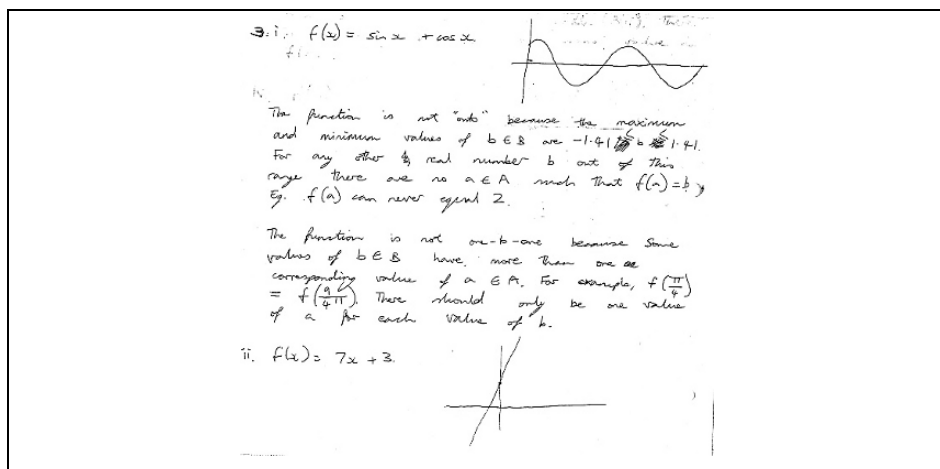 3. i. f(x) = sin x + cos x
The function is not "onto" because the maximum
and minimum values of b ∈ B are -1.41 ≤ b ≤ 1.41.
For any other real number b out of this
range there are no a ∈ A such that f(a) = b
Eg. f(a) can never equal 2.
The function is not one-to-one because some
values of b ∈ B have more than one
corresponding value of a ∈ A. For example, f(π/4)
= f(9/4 π). There should only be one value
of a for each value of b.
ii. f(x) = 7x + 3